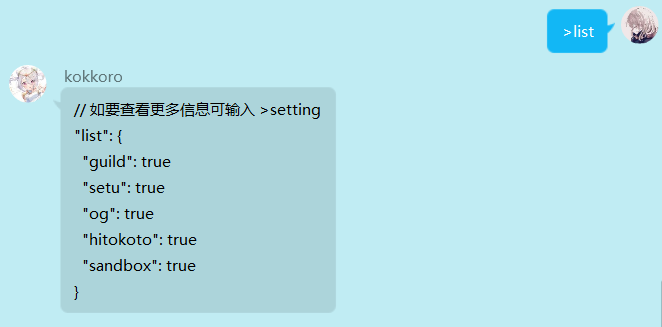 >list
kokkoro
// 如要查看更多信息可输入 >setting
"list": {
"guild": true
"setu": true
"og": true
"hitokoto": true
"sandbox": true
}